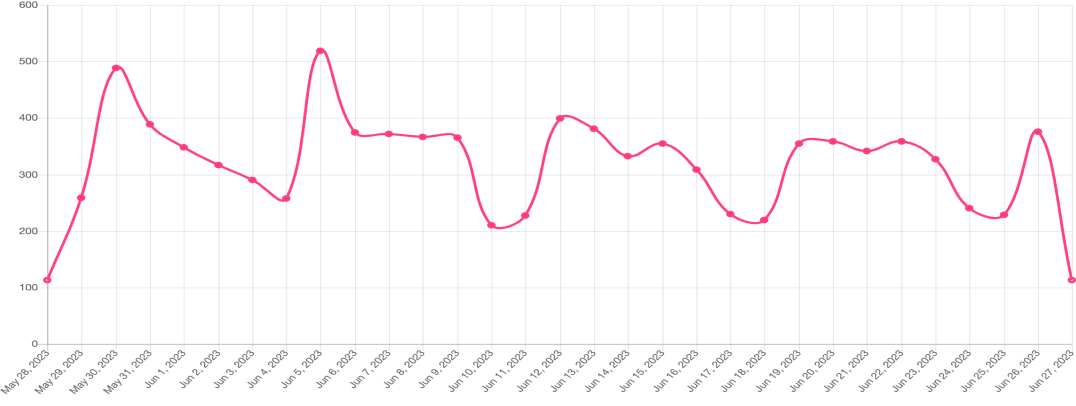 600
500
400
300
200
100
0
May 28, 2023
May 29, 2023
May 30, 2023
May 31, 2023
Jun 1, 2023
Jun 2, 2023
Jun 3, 2023
Jun 4, 2023
Jun 5, 2023
Jun 6, 2023
Jun 7, 2023
Jun 8, 2023
Jun 9, 2023
Jun 10, 2023
Jun 11, 2023
Jun 12, 2023
Jun 13, 2023
Jun 14, 2023
Jun 15, 2023
Jun 16, 2023
Jun 17, 2023
Jun 18, 2023
Jun 19, 2023
Jun 20, 2023
Jun 21, 2023
Jun 22, 2023
Jun 23, 2023
Jun 24, 2023
Jun 25, 2023
Jun 26, 2023
Jun 27, 2023